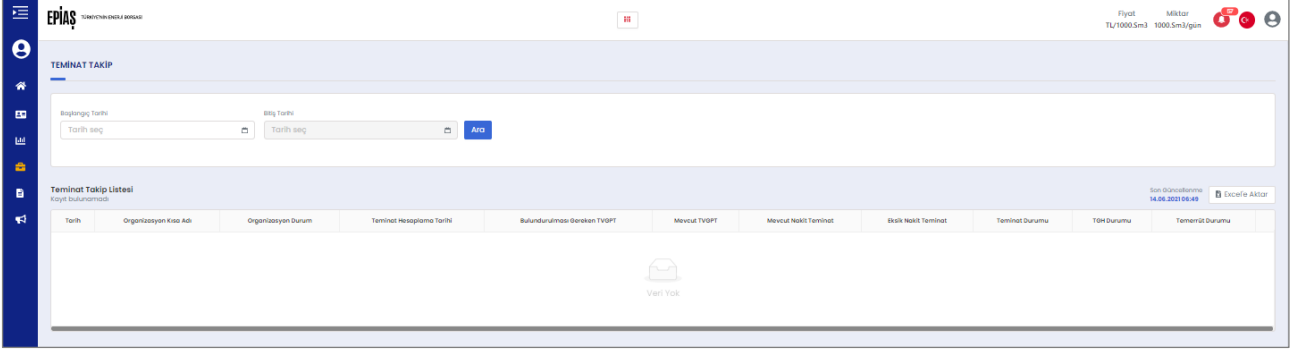 EPİAŞ TÜRKİYE'NİN ENERJİ BORSASI
Fiyat Miktar
TL/1000.Sm3 1000.Sm3/gün
57
TEMİNAT TAKİP
Başlangıç Tarihi Bitiş Tarihi
Tarih seç Tarih seç Ara
Teminat Takip Listesi
Kayıt bulunamadı
Son Güncellenme
14.06.2021 06:49
Excel'e Aktar
Tarih Organizasyon Kısa Adı Organizasyon Durum Teminat Hesaplama Tarihi Bulundurulması Gereken TVGPT Mevcut TVGPT Mevcut Nakit Teminat Eksik Nakit Teminat Teminat Durumu TGH Durumu Temerrüt Durumu
Veri Yok